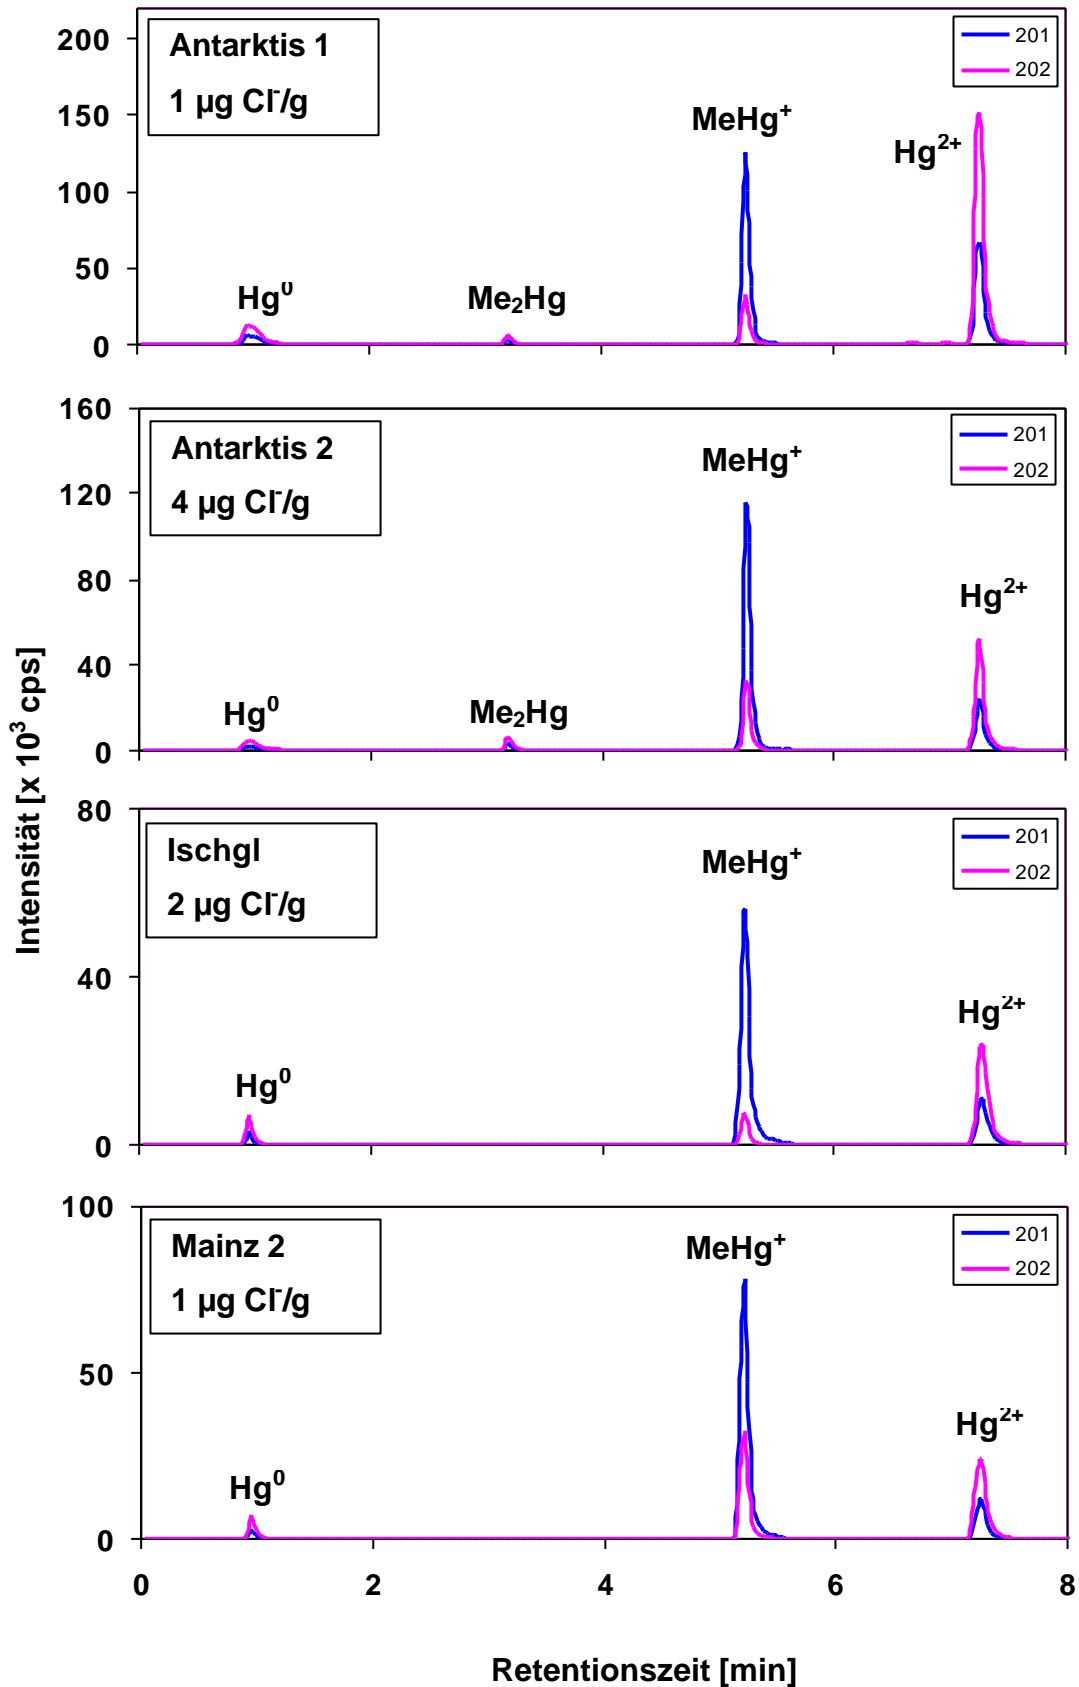 Antarktis 1
1 µg Cl⁻/g
201
202
200
150
100
50
0
Hg⁰
Me₂Hg
MeHg⁺
Hg²⁺
Antarktis 2
4 µg Cl⁻/g
201
202
160
120
80
40
0
Hg⁰
Me₂Hg
MeHg⁺
Hg²⁺
Intensität [x 10³ cps]
Ischgl
2 µg Cl⁻/g
201
202
80
40
0
Hg⁰
MeHg⁺
Hg²⁺
Mainz 2
1 µg Cl⁻/g
201
202
100
50
0
Hg⁰
MeHg⁺
Hg²⁺
0 2 4 6 8
Retentionszeit [min]